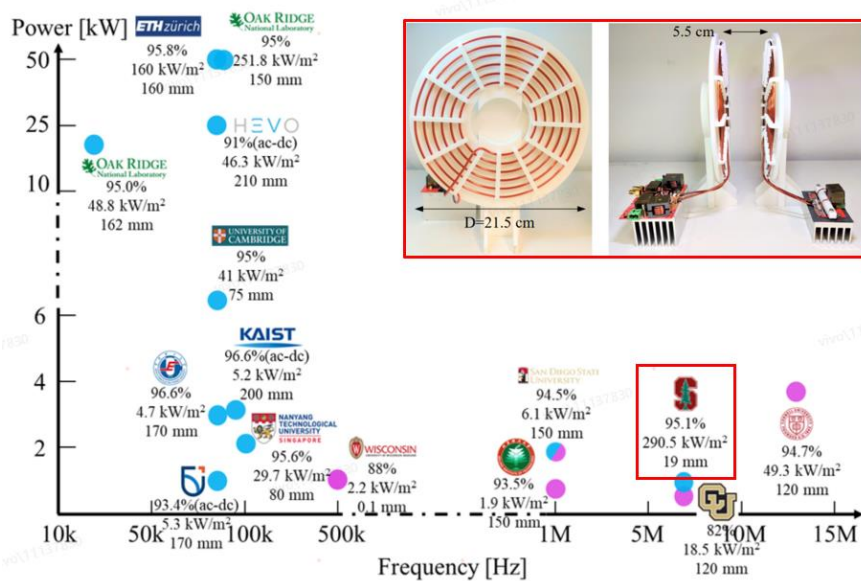 Power [kW]
50
25
10
6
4
2
ETH zürich
95.8%
160 kW/m²
160 mm
OAK RIDGE
National Laboratory
95%
251.8 kW/m²
150 mm
HEVO
91%(ac-dc)
46.3 kW/m²
210 mm
OAK RIDGE
National Laboratory
95.0%
48.8 kW/m²
162 mm
UNIVERSITY OF
CAMBRIDGE
95%
41 kW/m²
75 mm
KAIST
96.6%(ac-dc)
5.2 kW/m²
200 mm
96.6%
4.7 kW/m²
170 mm
NANYANG
TECHNOLOGICAL
UNIVERSITY
SINGAPORE
95.6%
29.7 kW/m²
80 mm
WISCONSIN
88%
2.2 kW/m²
0.1 mm
93.4%(ac-dc)
5.3 kW/m²
170 mm
SAN DIEGO STATE
UNIVERSITY
94.5%
6.1 kW/m²
150 mm
93.5%
1.9 kW/m²
150 mm
S
95.1%
290.5 kW/m²
19 mm
94.7%
49.3 kW/m²
120 mm
CU
82%
18.5 kW/m²
120 mm
D=21.5 cm
5.5 cm
10k
50k
100k
500k
1M
5M
10M
15M
Frequency [Hz]